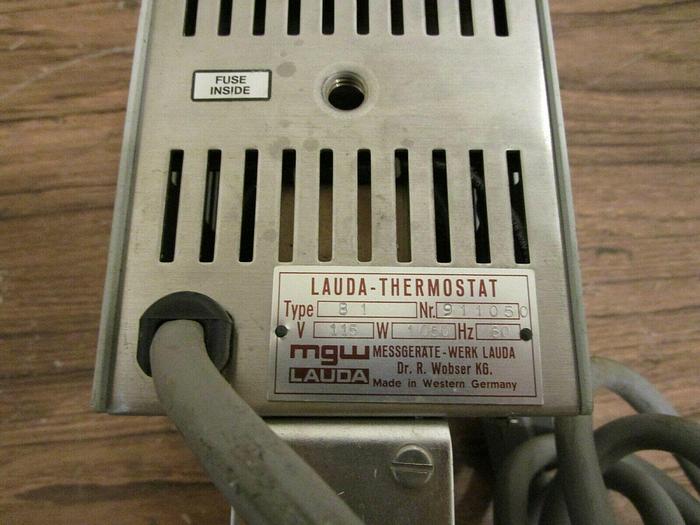 FUSE
INSIDE
LAUDA-THERMOSTAT
Type B1 Nr. 911050
V 115 W 1050 Hz 60
mgw MESSGERÄTE-WERK LAUDA
LAUDA Dr. R. Wobser KG.
Made in Western Germany